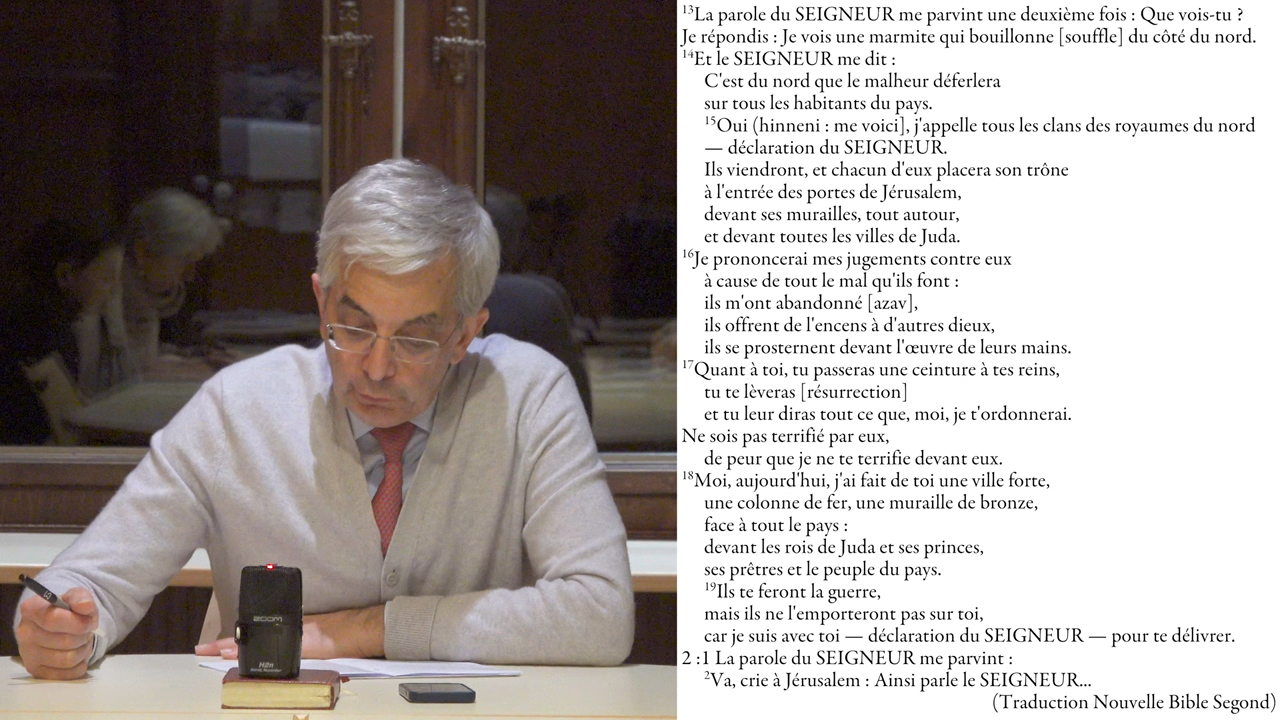 ¹³La parole du SEIGNEUR me parvint une deuxième fois : Que vois-tu ?
Je répondis : Je vois une marmite qui bouillonne [souffle] du côté du nord.
¹⁴Et le SEIGNEUR me dit :
C'est du nord que le malheur déferlera
sur tous les habitants du pays.
¹⁵Oui (hinneni : me voici], j'appelle tous les clans des royaumes du nord
— déclaration du SEIGNEUR.
Ils viendront, et chacun d'eux placera son trône
à l'entrée des portes de Jérusalem,
devant ses murailles, tout autour,
et devant toutes les villes de Juda.
¹⁶Je prononcerai mes jugements contre eux
à cause de tout le mal qu'ils font :
ils m'ont abandonné [azav],
ils offrent de l'encens à d'autres dieux,
ils se prosternent devant l'œuvre de leurs mains.
¹⁷Quant à toi, tu passeras une ceinture à tes reins,
tu te lèveras [résurrection]
et tu leur diras tout ce que, moi, je t'ordonnerai.
Ne sois pas terrifié par eux,
de peur que je ne te terrifie devant eux.
¹⁸Moi, aujourd'hui, j'ai fait de toi une ville forte,
une colonne de fer, une muraille de bronze,
face à tout le pays :
devant les rois de Juda et ses princes,
ses prêtres et le peuple du pays.
¹⁹Ils te feront la guerre,
mais ils ne l'emporteront pas sur toi,
car je suis avec toi — déclaration du SEIGNEUR — pour te délivrer.
2 :1 La parole du SEIGNEUR me parvint :
²Va, crie à Jérusalem : Ainsi parle le SEIGNEUR...
(Traduction Nouvelle Bible Segond)
zoom
H2n